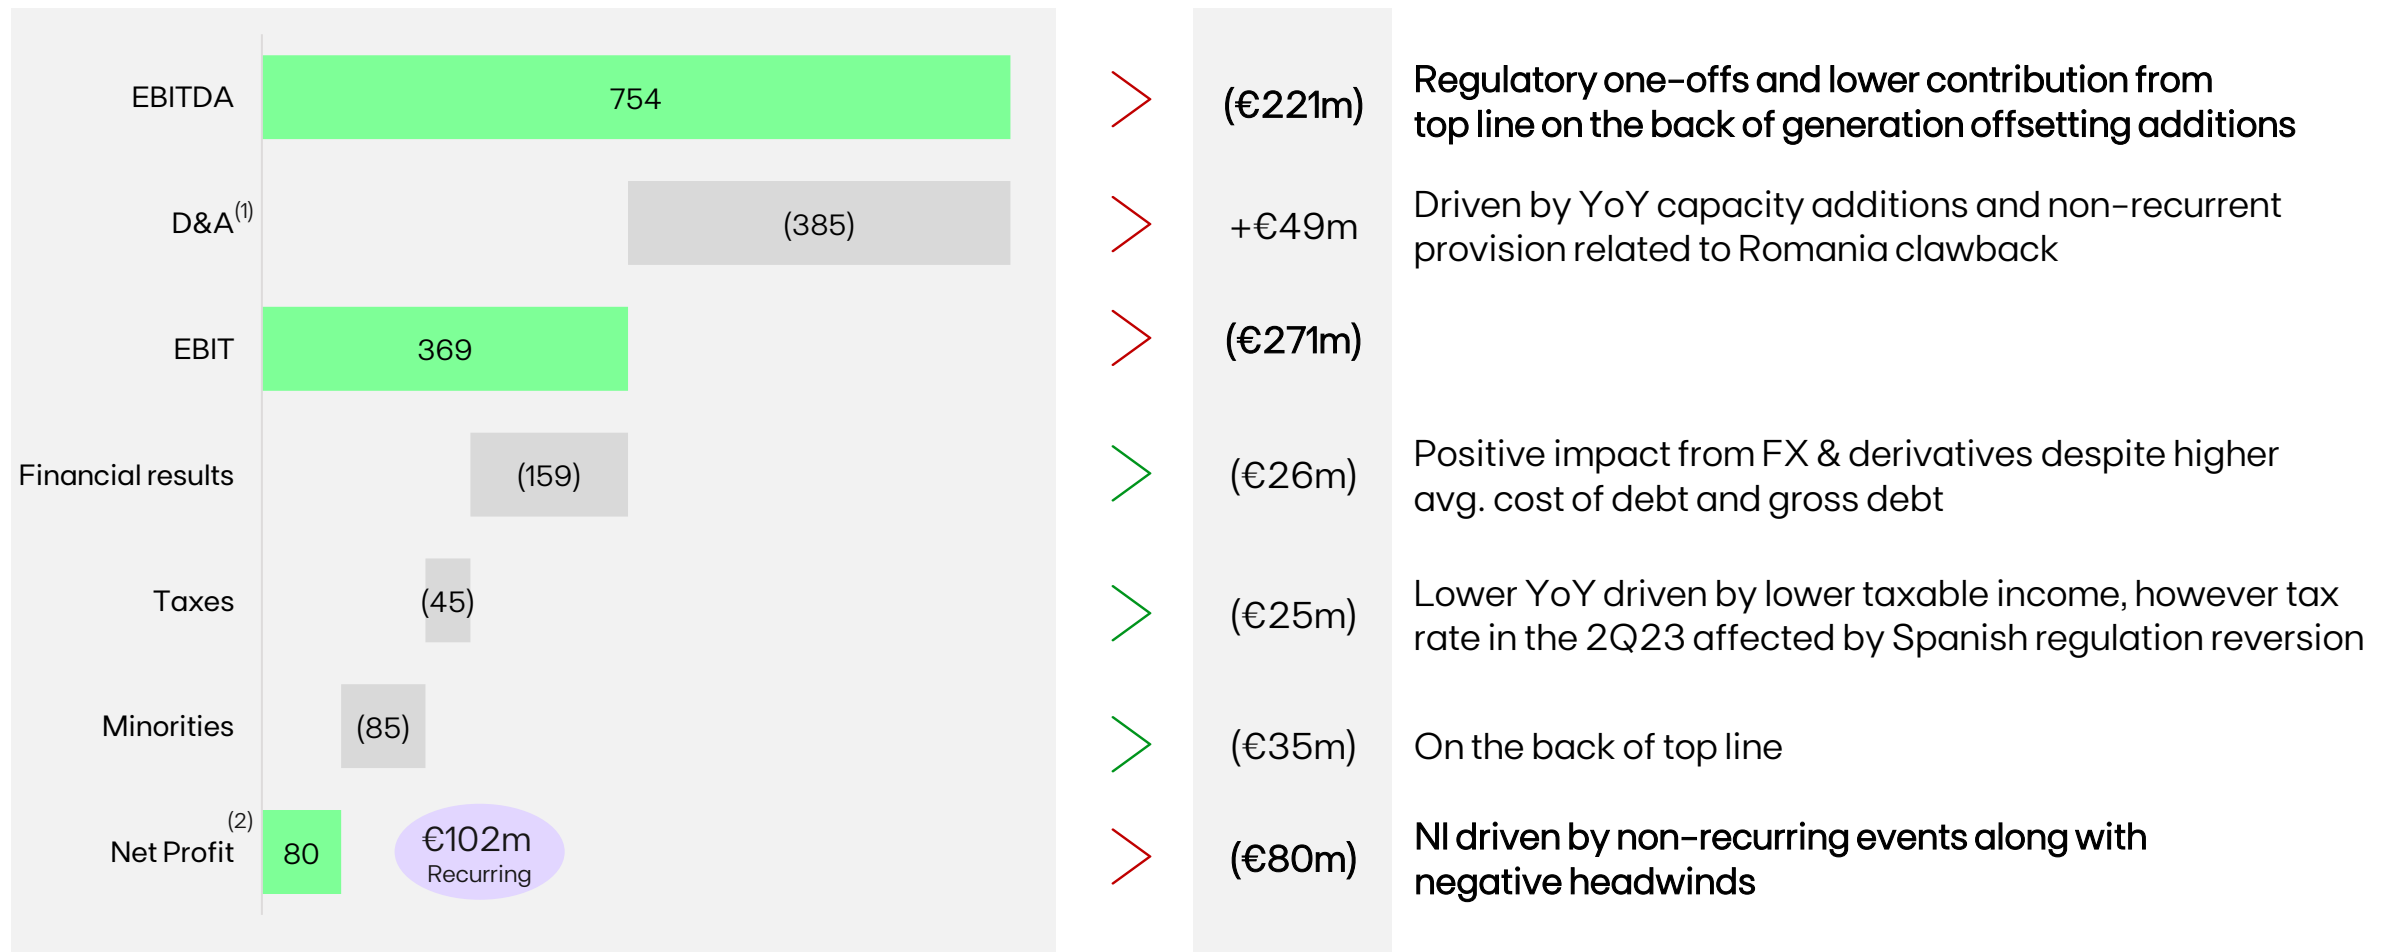 EBITDA
754
(€221m)
Regulatory one-offs and lower contribution from
top line on the back of generation offsetting additions
D&A(1)
(385)
+€49m
Driven by YoY capacity additions and non-recurrent
provision related to Romania clawback
EBIT
369
(€271m)
Financial results
(159)
(€26m)
Positive impact from FX & derivatives despite higher
avg. cost of debt and gross debt
Taxes
(45)
(€25m)
Lower YoY driven by lower taxable income, however tax
rate in the 2Q23 affected by Spanish regulation reversion
Minorities
(85)
(€35m)
On the back of top line
Net Profit(2)
80
€102m
Recurring
(€80m)
NI driven by non-recurring events along with
negative headwinds